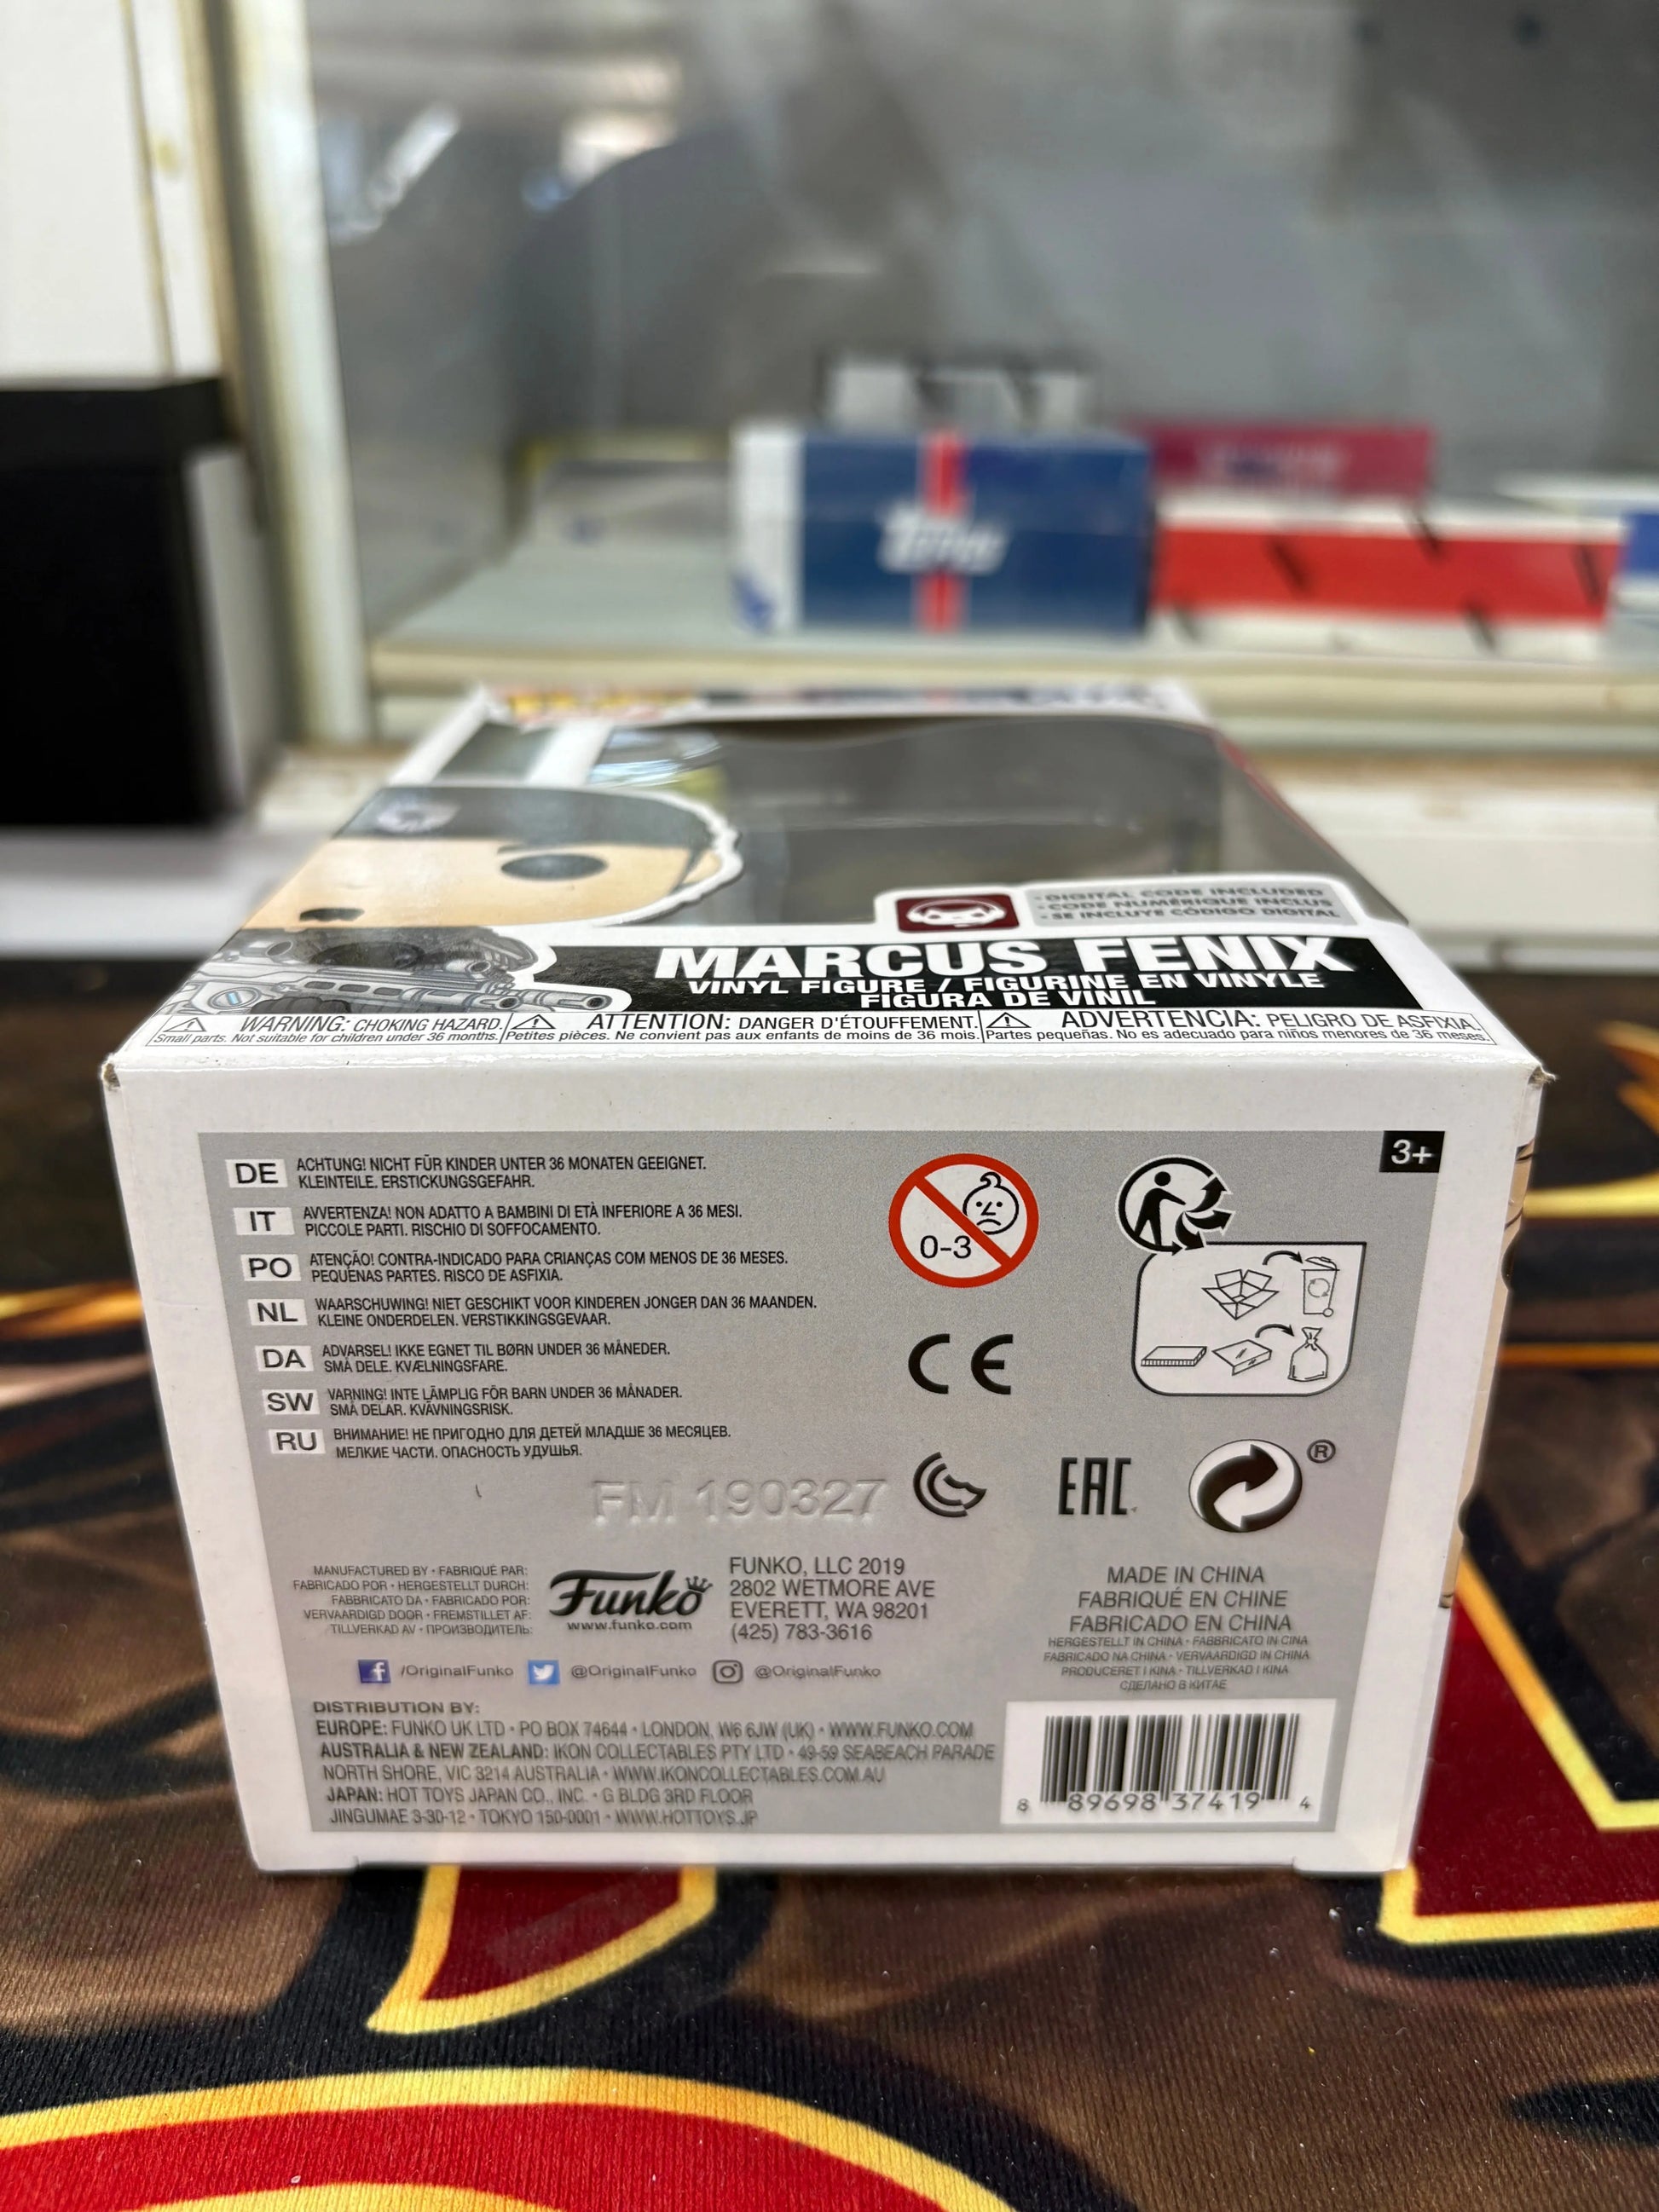 Topps
• DIGITAL CODE INCLUDED
• CODE NUMÉRIQUE INCLUS
• SE INCLUYE CÓDIGO DIGITAL
MARCUS FENIX
VINYL FIGURE / FIGURINE EN VINYLE
FIGURA DE VINIL
WARNING: CHOKING HAZARD.
Small parts. Not suitable for children under 36 months.
ATTENTION: DANGER D'ÉTOUFFEMENT.
Petites pièces. Ne convient pas aux enfants de moins de 36 mois.
ADVERTENCIA: PELIGRO DE ASFIXIA.
Partes pequeñas. No es adecuado para niños menores de 36 meses.
3+
DE ACHTUNG! NICHT FÜR KINDER UNTER 36 MONATEN GEEIGNET.
KLEINTEILE. ERSTICKUNGSGEFAHR.
IT AVVERTENZA! NON ADATTO A BAMBINI DI ETÀ INFERIORE A 36 MESI.
PICCOLE PARTI. RISCHIO DI SOFFOCAMENTO.
PO ATENÇÃO! CONTRA-INDICADO PARA CRIANÇAS COM MENOS DE 36 MESES.
PEQUENAS PARTES. RISCO DE ASFIXIA.
NL WAARSCHUWING! NIET GESCHIKT VOOR KINDEREN JONGER DAN 36 MAANDEN.
KLEINE ONDERDELEN. VERSTIKKINGSGEVAAR.
DA ADVARSEL! IKKE EGNET TIL BØRN UNDER 36 MÅNEDER.
SMÅ DELE. KVÆLNINGSFARE.
SW VARNING! INTE LÄMPLIG FÖR BARN UNDER 36 MÅNADER.
SMÅ DELAR. KVÄVNINGSRISK.
RU ВНИМАНИЕ! НЕ ПРИГОДНО ДЛЯ ДЕТЕЙ МЛАДШЕ 36 МЕСЯЦЕВ.
МЕЛКИЕ ЧАСТИ. ОПАСНОСТЬ УДУШЬЯ.
0-3
CE
FM 190327
EAC
®
MANUFACTURED BY • FABRIQUÉ PAR:
FABRICADO POR • HERGESTELLT DURCH:
FABBRICATO DA • FABRICADO POR:
VERVAARDIGD DOOR • FREMSTILLET AF:
TILLVERKAD AV • ПРОИЗВОДИТЕЛЬ:
Funko
www.funko.com
FUNKO, LLC 2019
2802 WETMORE AVE
EVERETT, WA 98201
(425) 783-3616
MADE IN CHINA
FABRIQUÉ EN CHINE
FABRICADO EN CHINA
HERGESTELLT IN CHINA • FABBRICATO IN CINA
FABRICADO NA CHINA • VERVAARDIGD IN CHINA
PRODUCERET I KINA • TILLVERKAD I KINA
СДЕЛАНО В КИТАЕ
/OriginalFunko @OriginalFunko @OriginalFunko
DISTRIBUTION BY:
EUROPE: FUNKO UK LTD • PO BOX 74644 • LONDON, W6 6JW (UK) • WWW.FUNKO.COM
AUSTRALIA & NEW ZEALAND: IKON COLLECTABLES PTY LTD • 49-59 SEABEACH PARADE
NORTH SHORE, VIC 3214 AUSTRALIA • WWW.IKONCOLLECTABLES.COM.AU
JAPAN: HOT TOYS JAPAN CO., INC. • G BLDG 3RD FLOOR
JINGUMAE 3-30-12 • TOKYO 150-0001 • WWW.HOTTOYS.JP
8 89698 37419 4